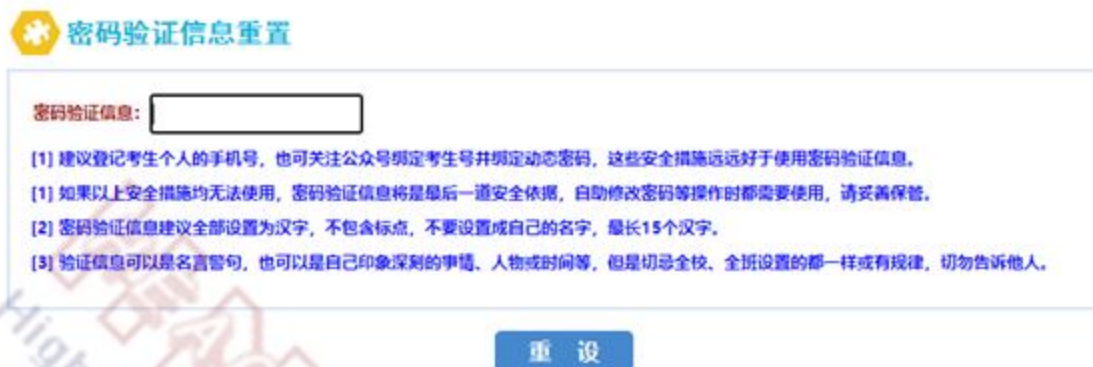 密码验证信息重置
密码验证信息：
[1] 建议登记考生个人的手机号，也可关注公众号绑定考生号并绑定动态密码，这些安全措施远远好于使用密码验证信息。
[1] 如果以上安全措施均无法使用，密码验证信息将是最后一道安全依据，自助修改密码等操作时都需要使用，请妥善保管。
[2] 密码验证信息建议全部设置为汉字，不包含标点，不要设置成自己的名字，最长15个汉字。
[3] 验证信息可以是名言警句，也可以是自己印象深刻的事情、人物或时间等，但是切忌全校、全班设置的都一样或有规律，切勿告诉他人。
重 设